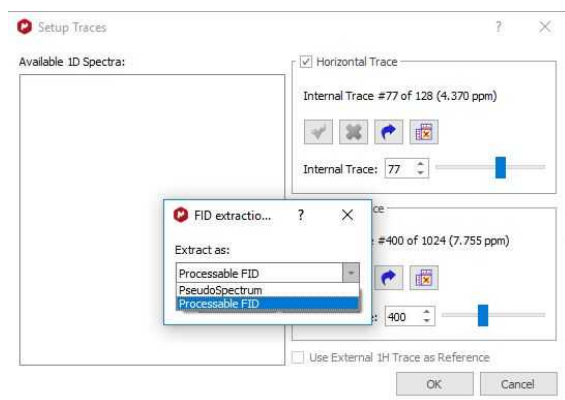 Setup Traces
?
Available 1D Spectra:
Horizontal Trace
Internal Trace #77 of 128 (4.370 ppm)
Internal Trace: 77
FID extractio... ?
Extract as:
Processable FID
PseudoSpectrum
Processable FID
#400 of 1024 (7.755 ppm)
400
Use External 1H Trace as Reference
OK Cancel